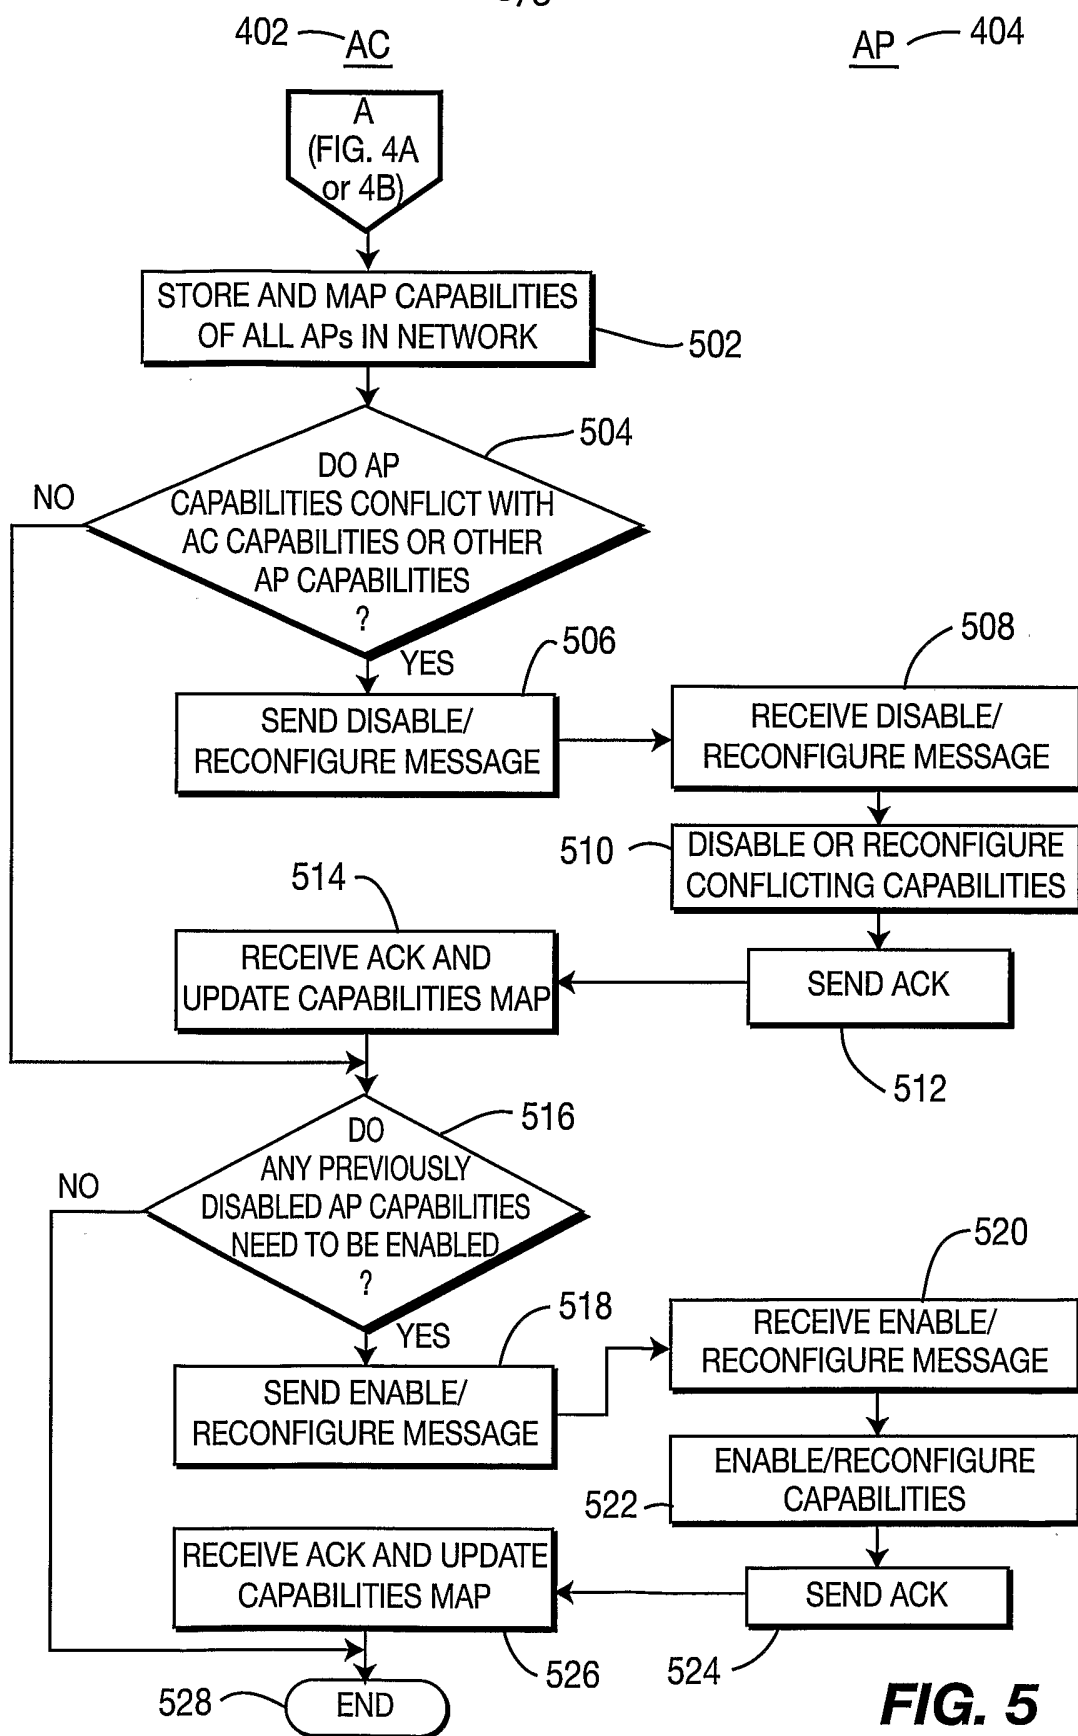 402
AC
AP
404
A
(FIG. 4A
or 4B)
STORE AND MAP CAPABILITIES
OF ALL APs IN NETWORK
502
504
DO AP
CAPABILITIES CONFLICT WITH
AC CAPABILITIES OR OTHER
AP CAPABILITIES
?
NO
YES
506
508
SEND DISABLE/
RECONFIGURE MESSAGE
RECEIVE DISABLE/
RECONFIGURE MESSAGE
510
DISABLE OR RECONFIGURE
CONFLICTING CAPABILITIES
514
RECEIVE ACK AND
UPDATE CAPABILITIES MAP
SEND ACK
512
516
DO
ANY PREVIOUSLY
DISABLED AP CAPABILITIES
NEED TO BE ENABLED
?
NO
YES
518
520
SEND ENABLE/
RECONFIGURE MESSAGE
RECEIVE ENABLE/
RECONFIGURE MESSAGE
522
ENABLE/RECONFIGURE
CAPABILITIES
RECEIVE ACK AND UPDATE
CAPABILITIES MAP
SEND ACK
526
524
528
END
FIG. 5